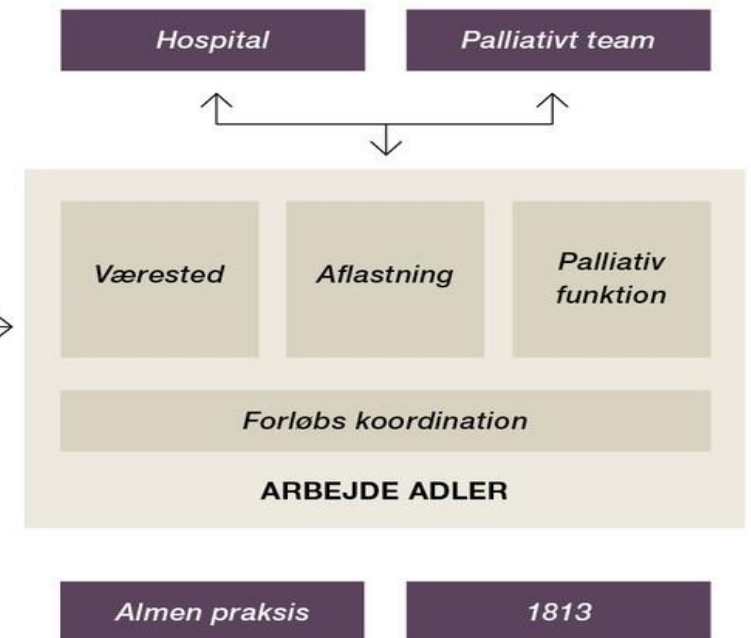 Hospital
Palliativt team
Værested
Aflastning
Palliativ
funktion
Forløbs koordination
ARBEJDE ADLER
Almen praksis
1813